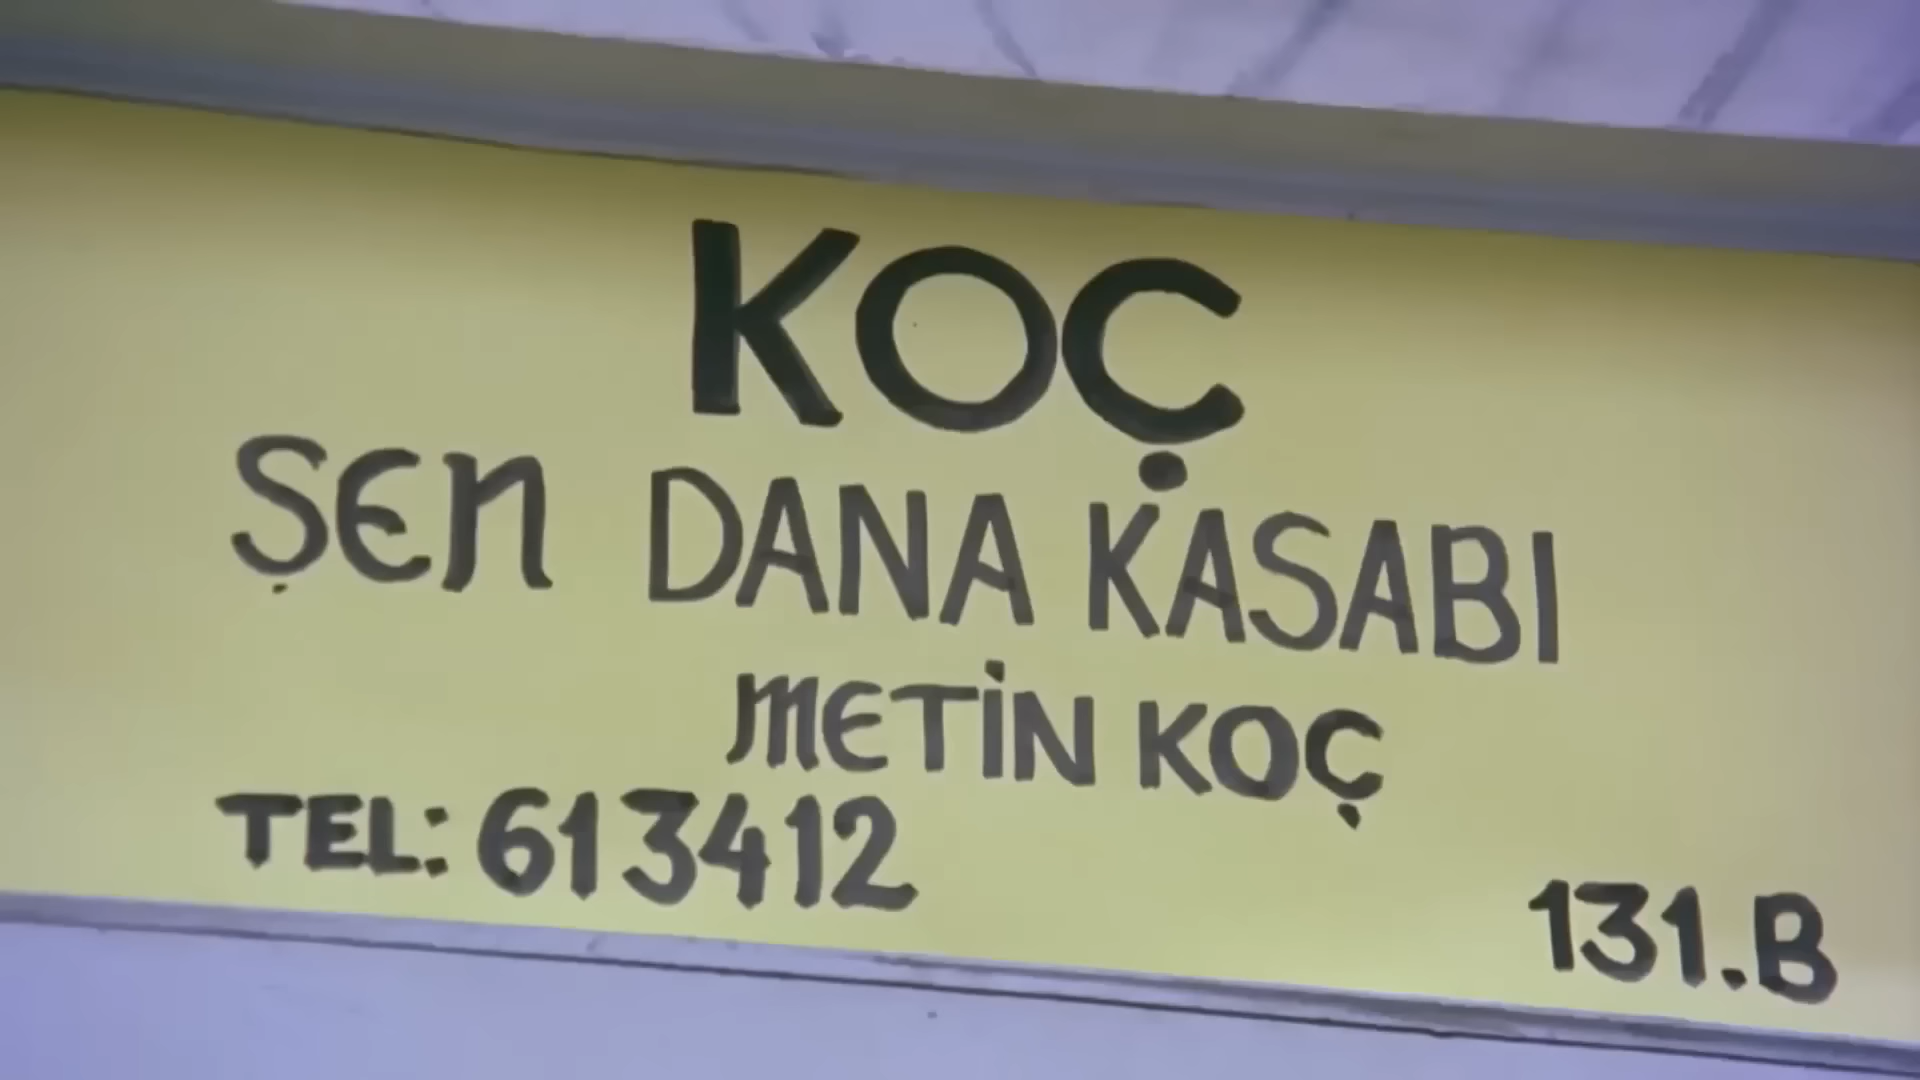 KOÇ
ŞEN DANA KASABI
METİN KOÇ
TEL: 613412
131.B